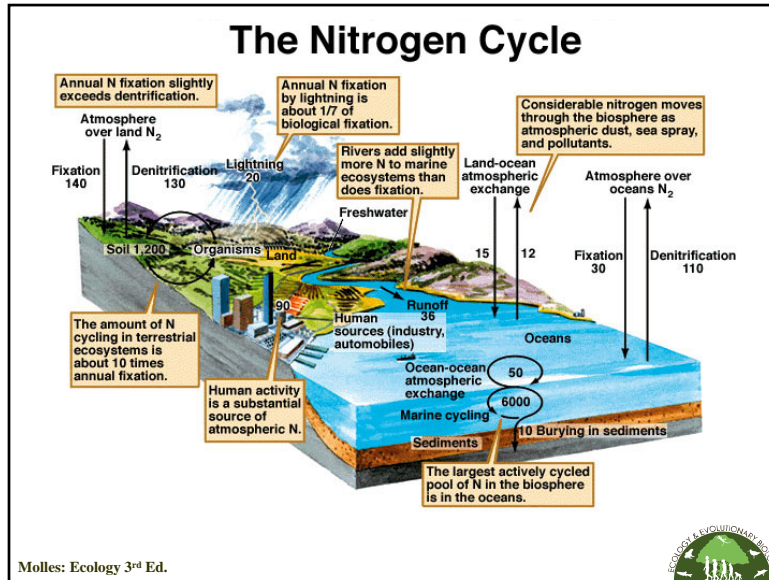 The Nitrogen Cycle
Annual N fixation slightly
exceeds dentrification.
Annual N fixation
by lightning is
about 1/7 of
biological fixation.
Considerable nitrogen moves
through the biosphere as
atmospheric dust, sea spray,
and pollutants.
Atmosphere
over land N2
Fixation
140
Denitrification
130
Lightning
20
Rivers add slightly
more N to marine
ecosystems than
does fixation.
Land-ocean
atmospheric
exchange
Atmosphere over
oceans N2
Freshwater
Soil 1,200
Organisms
Land
15
12
Fixation
30
Denitrification
110
90
Human
sources (industry,
automobiles)
Runoff
36
Oceans
The amount of N
cycling in terrestrial
ecosystems is
about 10 times
annual fixation.
Human activity
is a substantial
source of
atmospheric N.
Ocean-ocean
atmospheric
exchange
50
6000
Marine cycling
10 Burying in sediments
Sediments
The largest actively cycled
pool of N in the biosphere
is in the oceans.
Molles: Ecology 3rd Ed.
ECOLOGY & EVOLUTIONARY